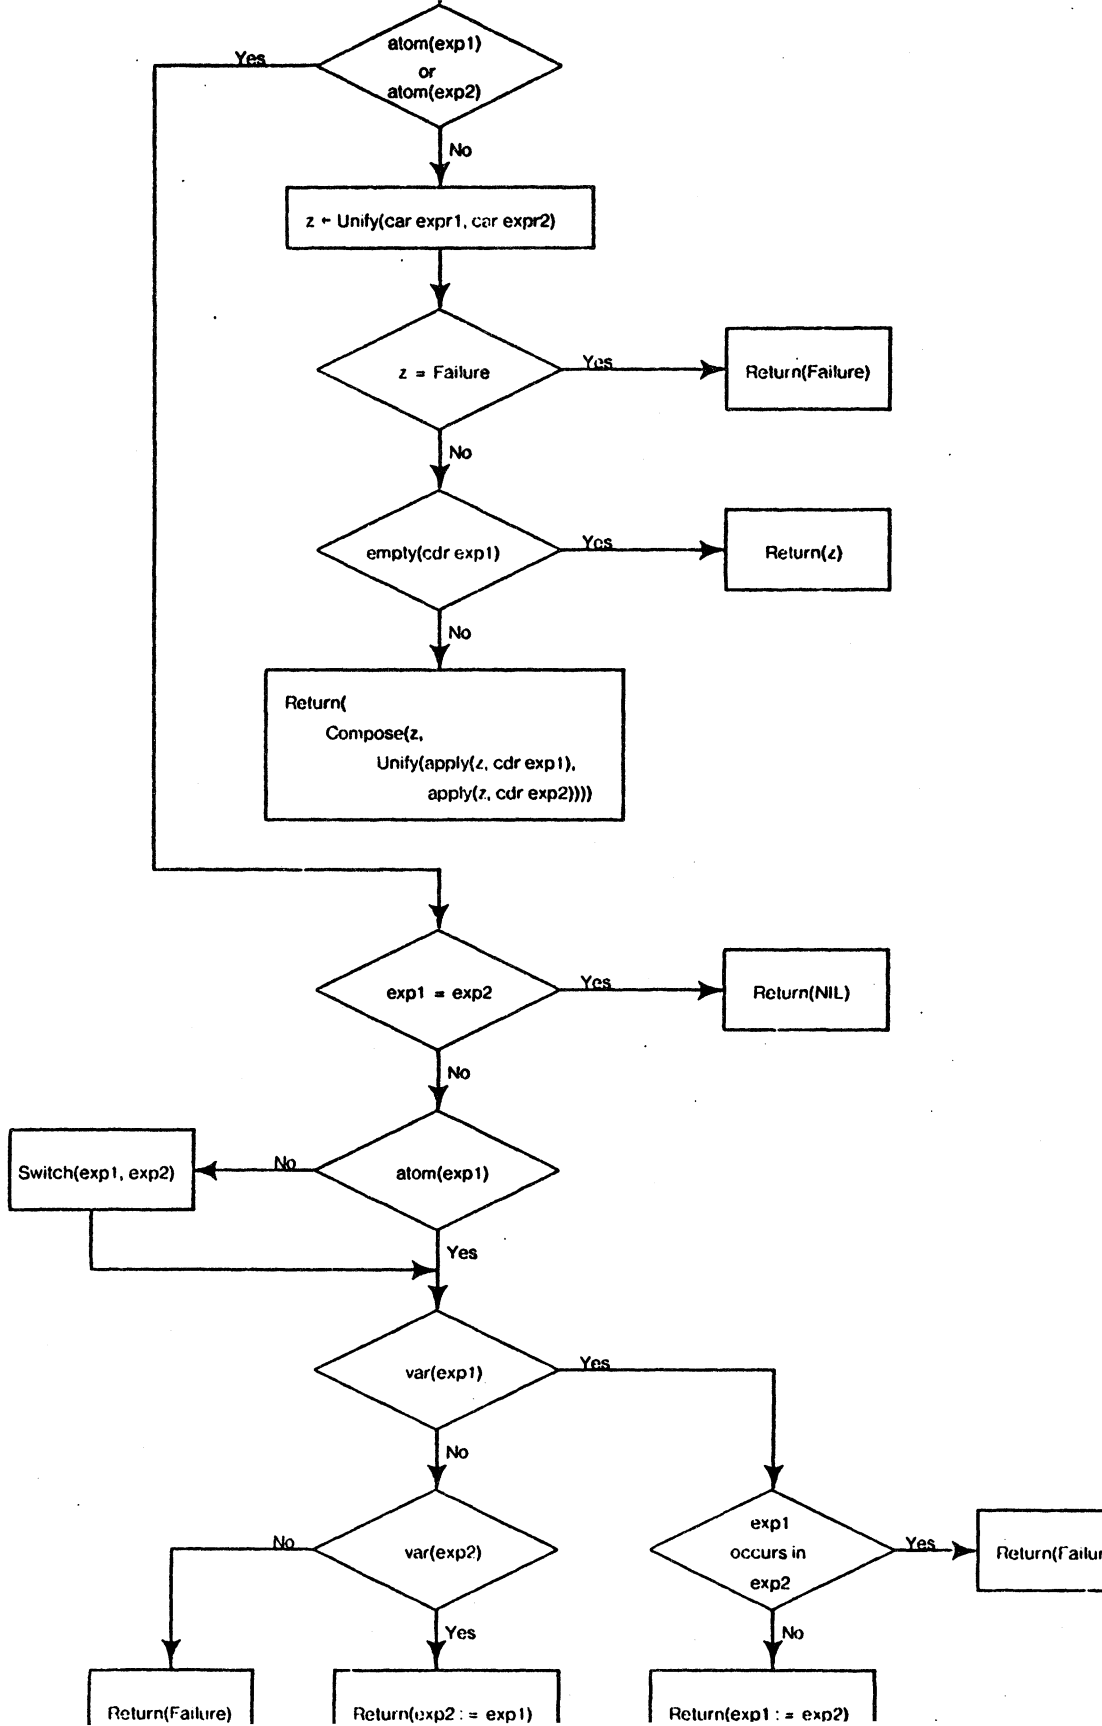 atom(exp1)
or
atom(exp2)
Yes
No
z ← Unify(car expr1, car expr2)
z = Failure
Yes
Return(Failure)
No
empty(cdr exp1)
Yes
Return(z)
No
Return(
Compose(z,
Unify(apply(z, cdr exp1),
apply(z, cdr exp2))))
exp1 = exp2
Yes
Return(NIL)
No
atom(exp1)
No
Switch(exp1, exp2)
Yes
var(exp1)
Yes
No
exp1
occurs in
exp2
Yes
Return(Failur
var(exp2)
No
Yes
No
Return(Failure)
Return(exp2 := exp1)
Return(exp1 := exp2)